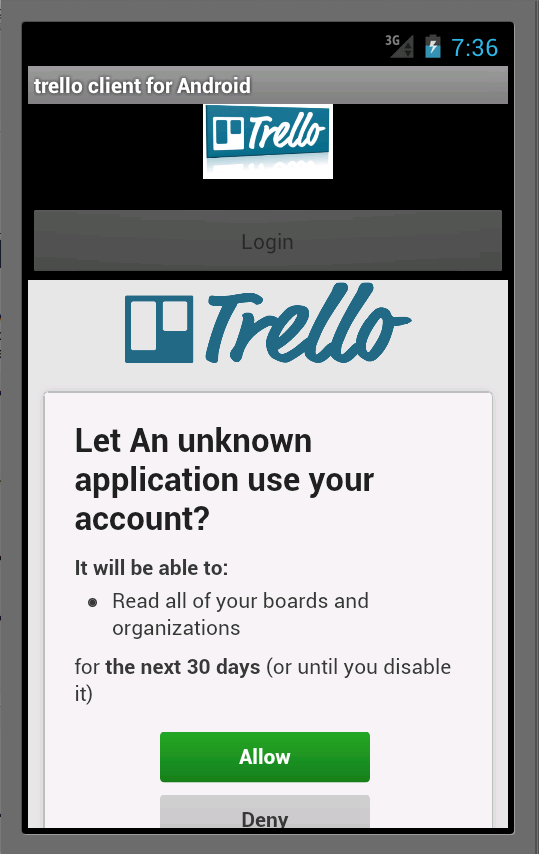 3G 7:36
trello client for Android
Trello
Login
Trello
Let An unknown
application use your
account?
It will be able to:
Read all of your boards and
organizations
for the next 30 days (or until you disable
it)
Allow
Deny